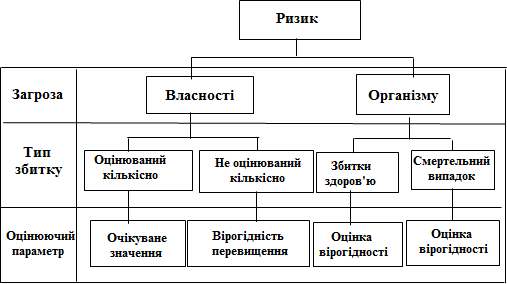 Ризик
Загроза
Власності
Організму
Тип
збитку
Оцінюваний
кількісно
Не оцінюваний
кількісно
Збитки
здоров'ю
Смертельний
випадок
Оцінюючий
параметр
Очікуване
значення
Вірогідність
перевищення
Оцінка
вірогідності
Оцінка
вірогідності